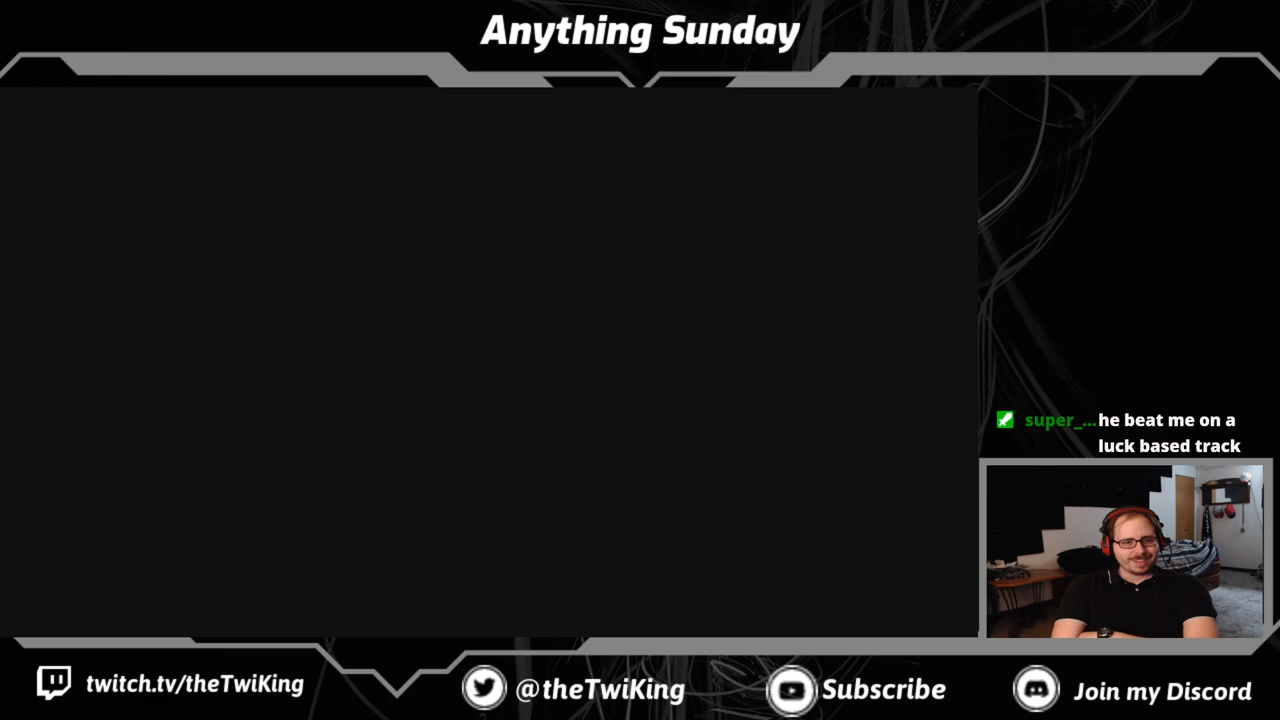 Anything Sunday
super_... he beat me on a
luck based track
twitch.tv/theTwiKing
@theTwiKing
Subscribe
Join my Discord